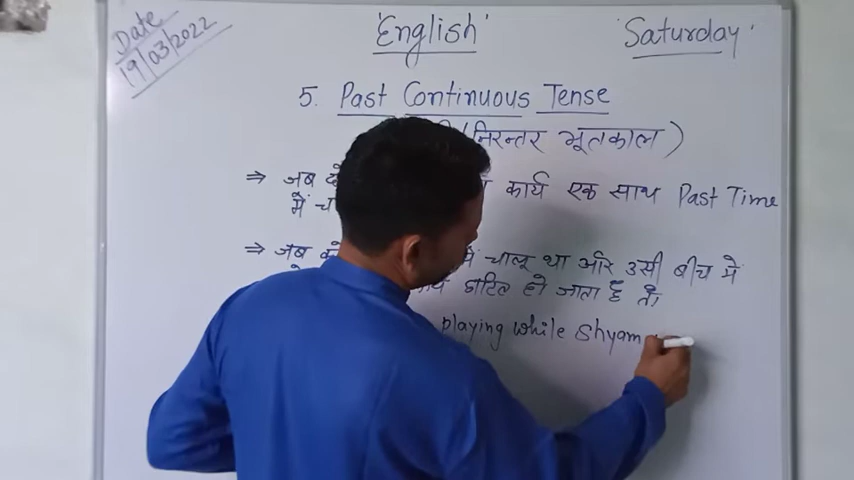 Date
19/03/2022
'English'
Saturday'
5. Past Continuous Tense
(निरन्तर भूतकाल)
⇒ जब कार्य एक साथ Past Time
में
⇒ जब चालू था और उसी बीच में
कार्य घटित हो जाता है तो
playing while Shyam